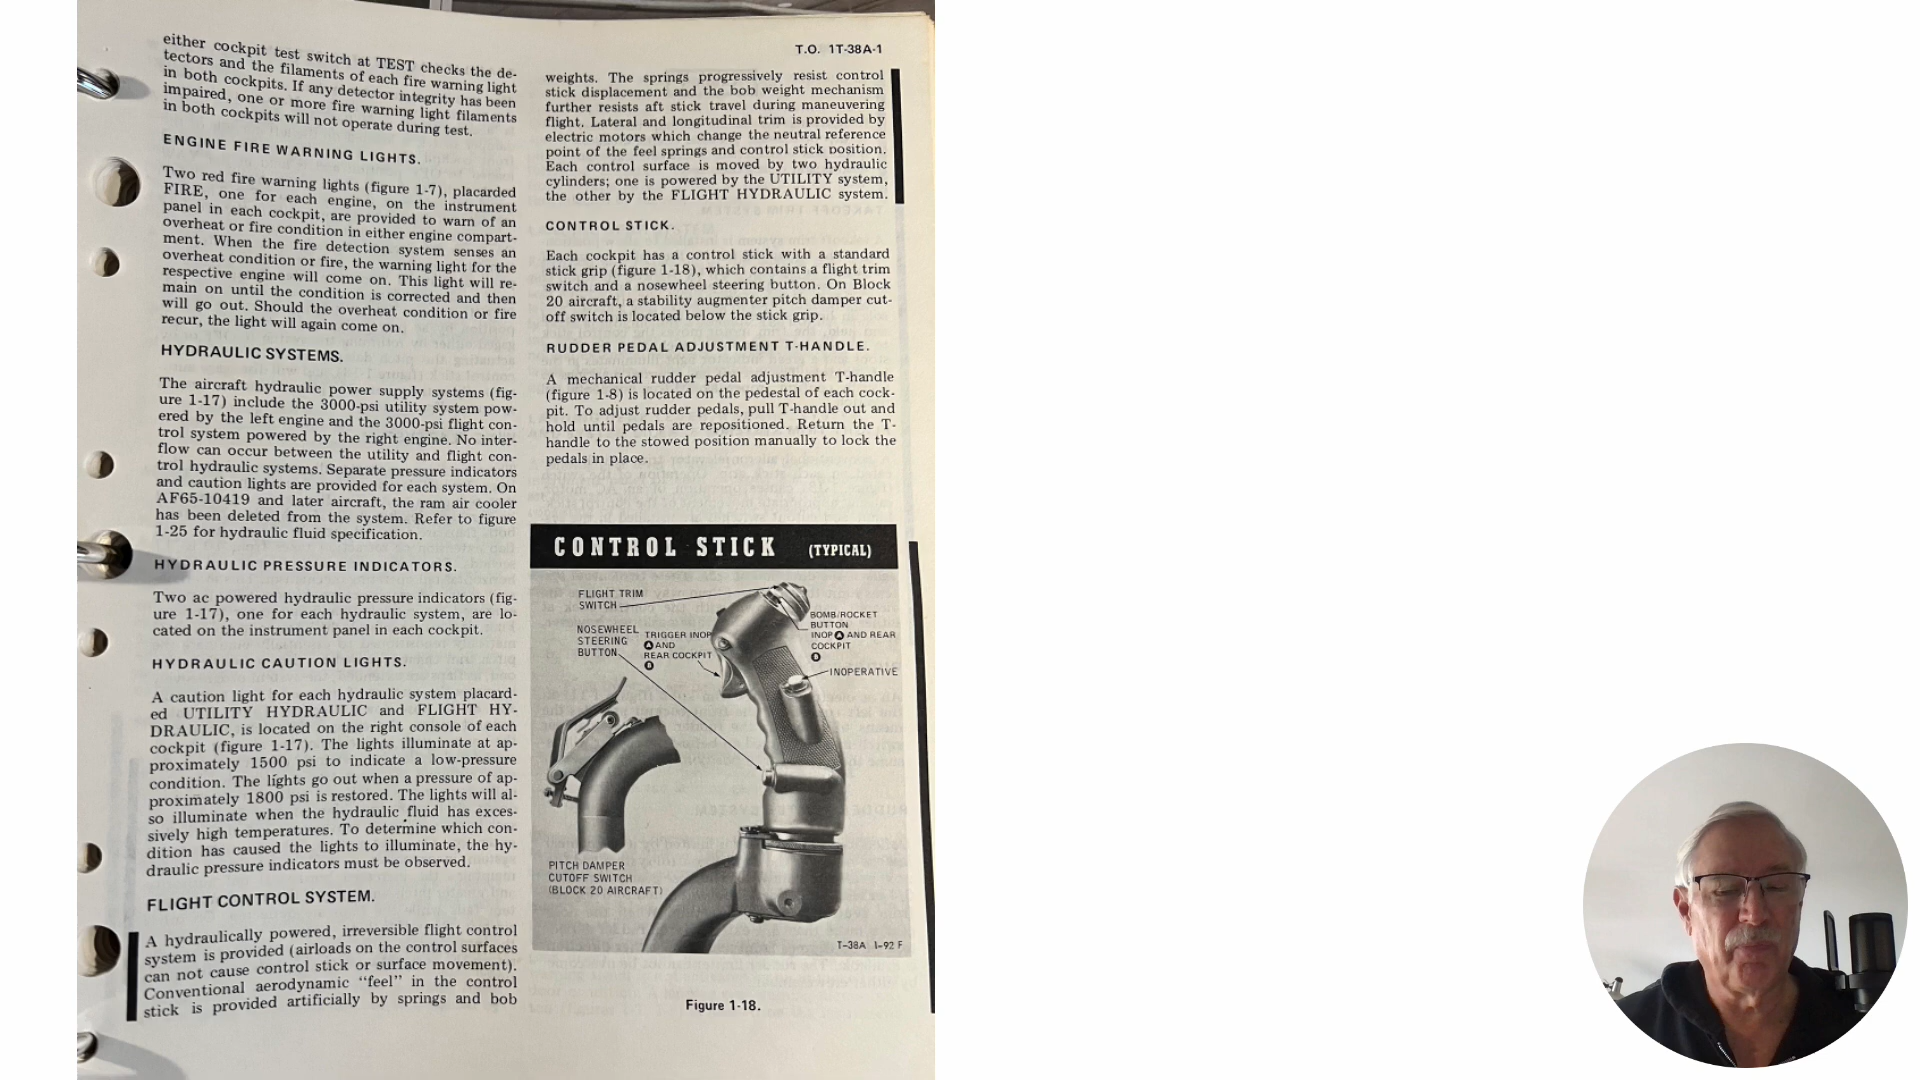 either cockpit test switch at TEST checks the de-
tectors and the filaments of each fire warning light
in both cockpits. If any detector integrity has been
impaired, one or more fire warning light filaments
in both cockpits will not operate during test.
ENGINE FIRE WARNING LIGHTS.
Two red fire warning lights (figure 1-7), placarded
FIRE, one for each engine, on the instrument
panel in each cockpit, are provided to warn of an
overheat or fire condition in either engine compart-
ment. When the fire detection system senses an
overheat condition or fire, the warning light for the
respective engine will come on. This light will re-
main on until the condition is corrected and then
will go out. Should the overheat condition or fire
recur, the light will again come on.
HYDRAULIC SYSTEMS.
The aircraft hydraulic power supply systems (fig-
ure 1-17) include the 3000-psi utility system pow-
ered by the left engine and the 3000-psi flight con-
trol system powered by the right engine. No inter-
flow can occur between the utility and flight con-
trol hydraulic systems. Separate pressure indicators
and caution lights are provided for each system. On
AF65-10419 and later aircraft, the ram air cooler
has been deleted from the system. Refer to figure
1-25 for hydraulic fluid specification.
HYDRAULIC PRESSURE INDICATORS.
Two ac powered hydraulic pressure indicators (fig-
ure 1-17), one for each hydraulic system, are lo-
cated on the instrument panel in each cockpit.
HYDRAULIC CAUTION LIGHTS.
A caution light for each hydraulic system placard-
ed UTILITY HYDRAULIC and FLIGHT HY-
DRAULIC, is located on the right console of each
cockpit (figure 1-17). The lights illuminate at ap-
proximately 1500 psi to indicate a low-pressure
condition. The lights go out when a pressure of ap-
proximately 1800 psi is restored. The lights will al-
so illuminate when the hydraulic fluid has exces-
sively high temperatures. To determine which con-
dition has caused the lights to illuminate, the hy-
draulic pressure indicators must be observed.
FLIGHT CONTROL SYSTEM.
A hydraulically powered, irreversible flight control
system is provided (airloads on the control surfaces
can not cause control stick or surface movement).
Conventional aerodynamic “feel” in the control
stick is provided artificially by springs and bob
T.O. 1T-38A-1
weights. The springs progressively resist control
stick displacement and the bob weight mechanism
further resists aft stick travel during maneuvering
flight. Lateral and longitudinal trim is provided by
electric motors which change the neutral reference
point of the feel springs and control stick position.
Each control surface is moved by two hydraulic
cylinders; one is powered by the UTILITY system,
the other by the FLIGHT HYDRAULIC system.
CONTROL STICK.
Each cockpit has a control stick with a standard
stick grip (figure 1-18), which contains a flight trim
switch and a nosewheel steering button. On Block
20 aircraft, a stability augmenter pitch damper cut-
off switch is located below the stick grip.
RUDDER PEDAL ADJUSTMENT T-HANDLE.
A mechanical rudder pedal adjustment T-handle
(figure 1-8) is located on the pedestal of each cock-
pit. To adjust rudder pedals, pull T-handle out and
hold until pedals are repositioned. Return the T-
handle to the stowed position manually to lock the
pedals in place.
CONTROL STICK (TYPICAL)
FLIGHT TRIM
SWITCH
NOSEWHEEL
STEERING
BUTTON
TRIGGER INOP
A AND
REAR COCKPIT
B
BOMB/ROCKET
BUTTON
INOP A AND REAR
COCKPIT
B
INOPERATIVE
PITCH DAMPER
CUTOFF SWITCH
(BLOCK 20 AIRCRAFT)
T-38A 1-92 F
Figure 1-18.